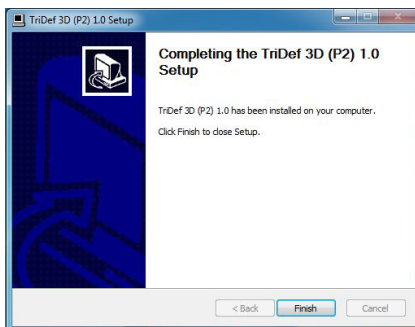 TriDef 3D (P2) 1.0 Setup
Completing the TriDef 3D (P2) 1.0
Setup
TriDef 3D (P2) 1.0 has been installed on your computer.
Click Finish to close Setup.
< Back
Finish
Cancel